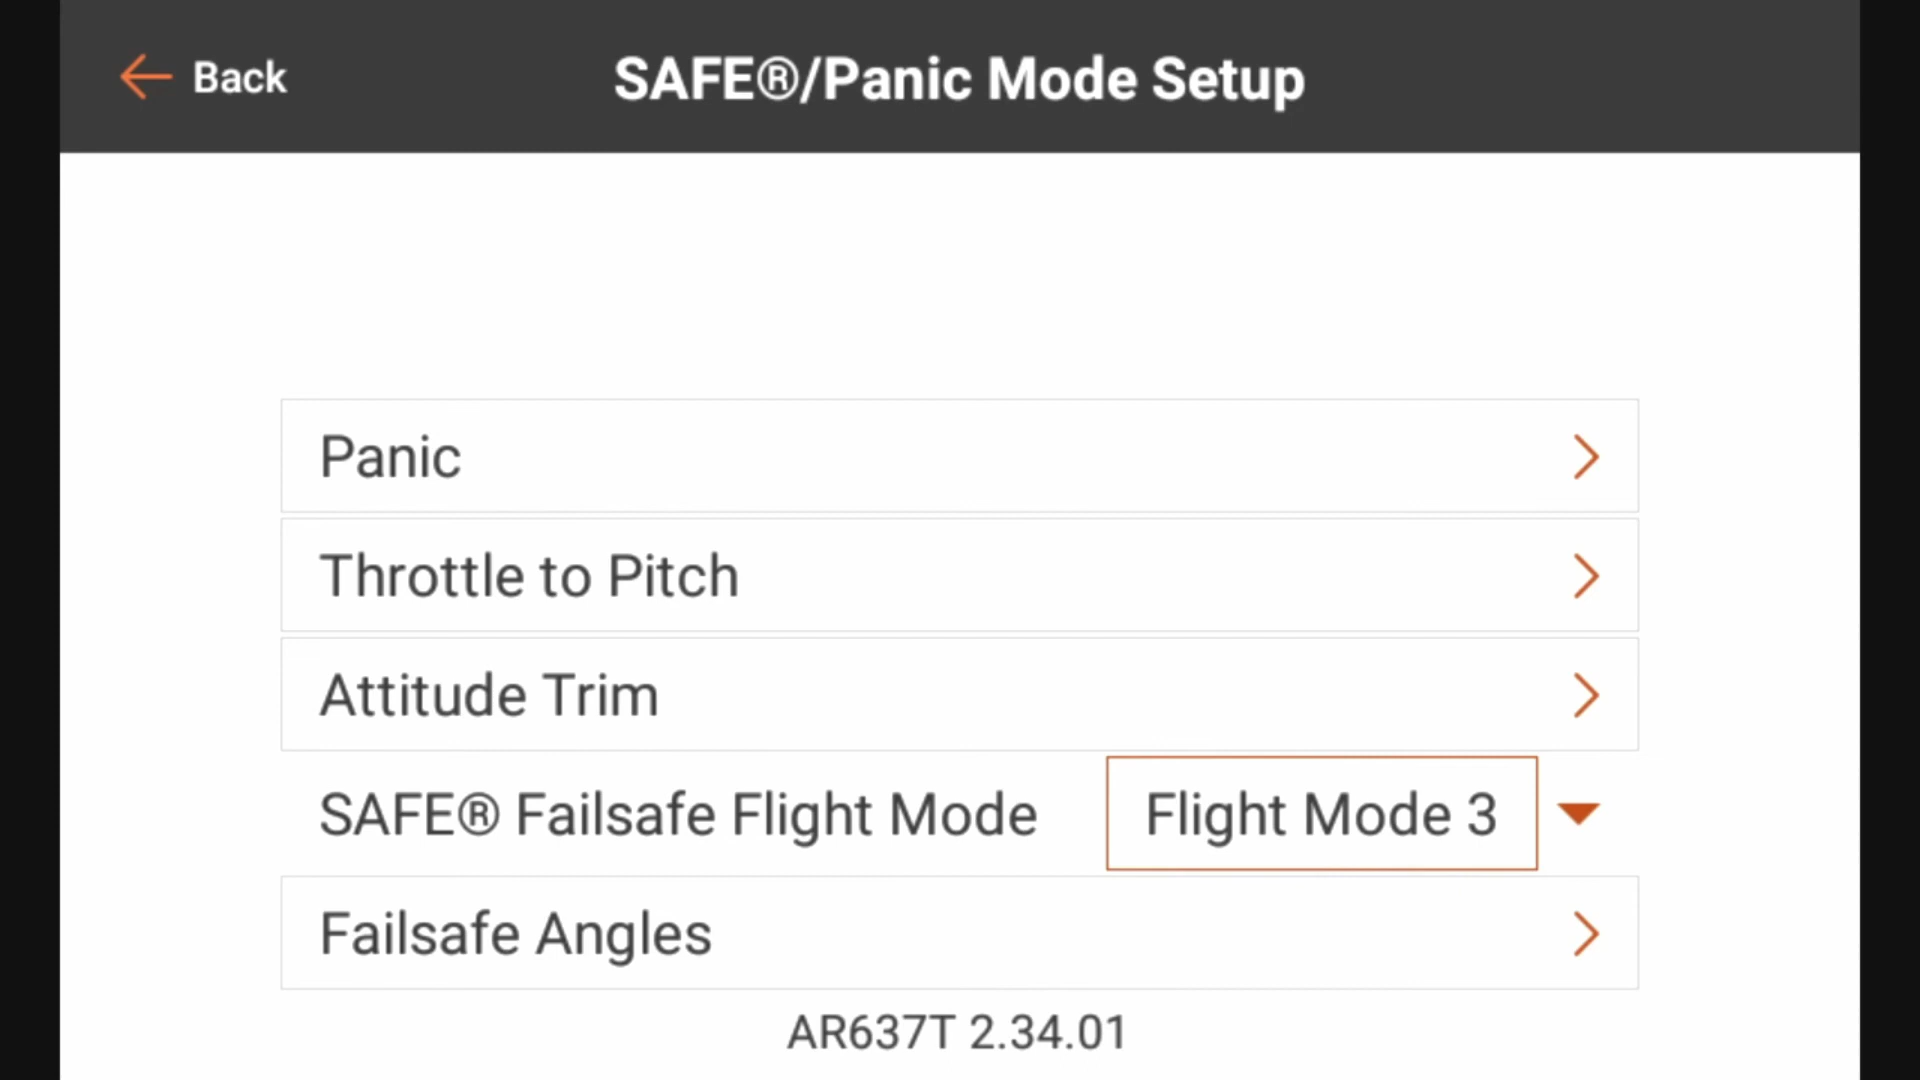 Back
SAFE®/Panic Mode Setup
Panic
Throttle to Pitch
Attitude Trim
SAFE® Failsafe Flight Mode Flight Mode 3
Failsafe Angles
AR637T 2.34.01